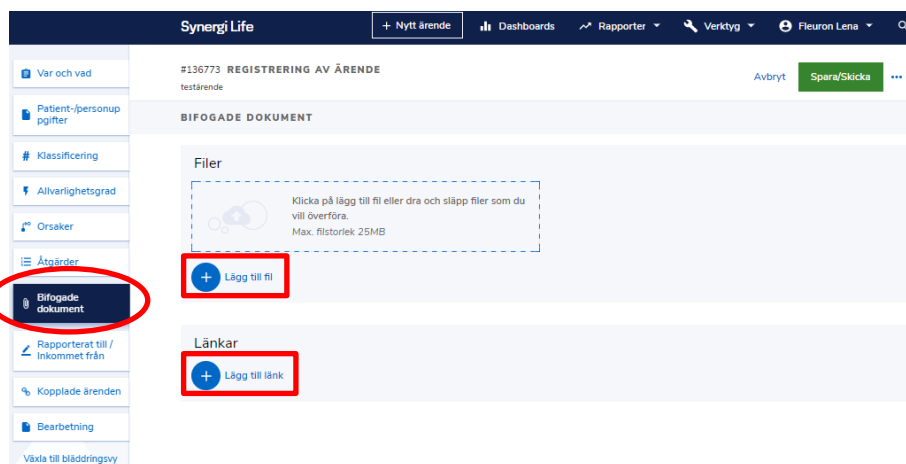 Synergi Life
+ Nytt ärende
Dashboards
Rapporter
Verktyg
Fleuron Lena
Var och vad
Patient-/personup
pgifter
# Klassificering
Allvarlighetsgrad
Orsaker
Åtgärder
Bifogade
dokument
Rapporterat till /
Inkommet från
Kopplade ärenden
Bearbetning
Växla till bläddringsvy
#136773 REGISTRERING AV ÄRENDE
testärende
Avbryt
Spara/Skicka
BIFOGADE DOKUMENT
Filer
Klicka på lägg till fil eller dra och släpp filer som du
vill överföra.
Max. filstorlek 25MB
Lägg till fil
Länkar
Lägg till länk